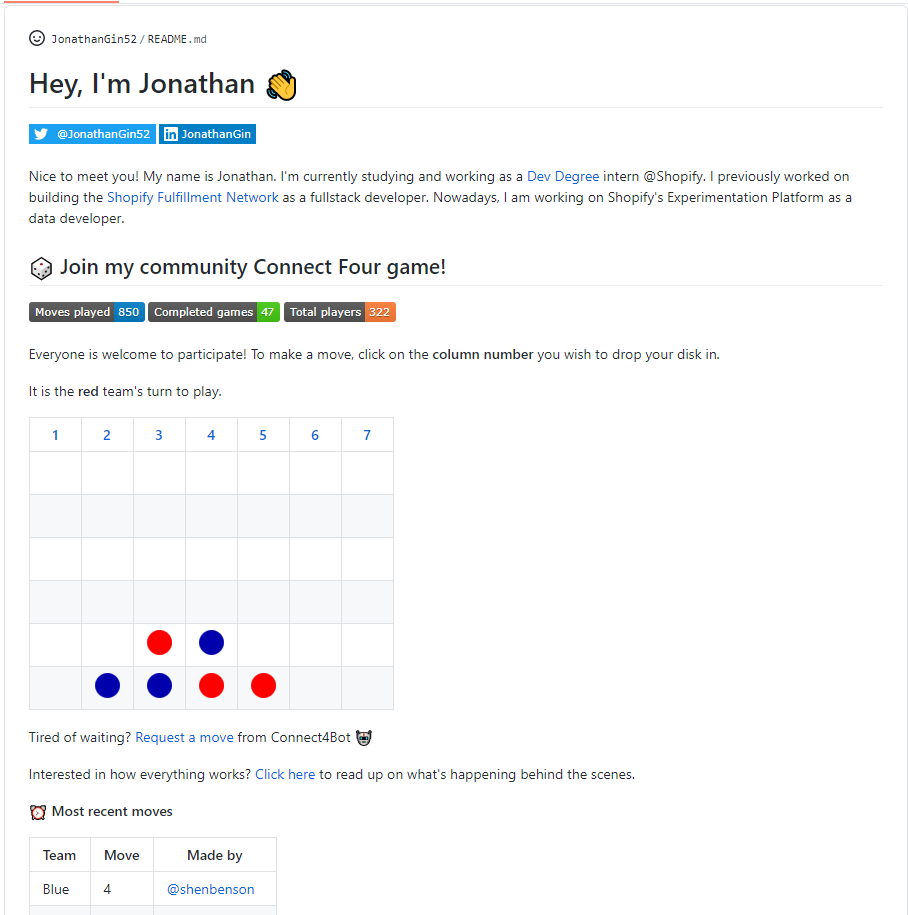 JonathanGin52/README.md
Hey, I'm Jonathan
@JonathanGin52 JonathanGin
Nice to meet you! My name is Jonathan. I'm currently studying and working as a Dev Degree intern @Shopify. I previously worked on
building the Shopify Fulfillment Network as a fullstack developer. Nowadays, I am working on Shopify's Experimentation Platform as a
data developer.
Join my community Connect Four game!
Moves played 850 Completed games 47 Total players 322
Everyone is welcome to participate! To make a move, click on the column number you wish to drop your disk in.
It is the red team's turn to play.
1 2 3 4 5 6 7
Tired of waiting? Request a move from Connect4Bot
Interested in how everything works? Click here to read up on what's happening behind the scenes.
Most recent moves
Team Move Made by
Blue 4 @shenbenson